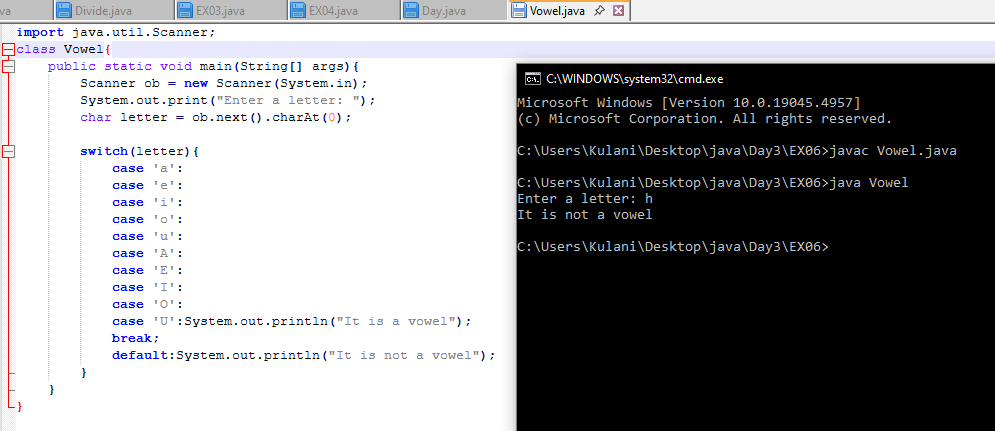 va Divide.java EX03.java EX04.java Day.java Vowel.java
import java.util.Scanner;
class Vowel{
public static void main(String[] args){
Scanner ob = new Scanner(System.in);
System.out.print("Enter a letter: ");
char letter = ob.next().charAt(0);
switch(letter){
case 'a':
case 'e':
case 'i':
case 'o':
case 'u':
case 'A':
case 'E':
case 'I':
case 'O':
case 'U':System.out.println("It is a vowel");
break;
default:System.out.println("It is not a vowel");
}
}
}
C:\WINDOWS\system32\cmd.exe
Microsoft Windows [Version 10.0.19045.4957]
(c) Microsoft Corporation. All rights reserved.
C:\Users\Kulani\Desktop\java\Day3\EX06>javac Vowel.java
C:\Users\Kulani\Desktop\java\Day3\EX06>java Vowel
Enter a letter: h
It is not a vowel
C:\Users\Kulani\Desktop\java\Day3\EX06>